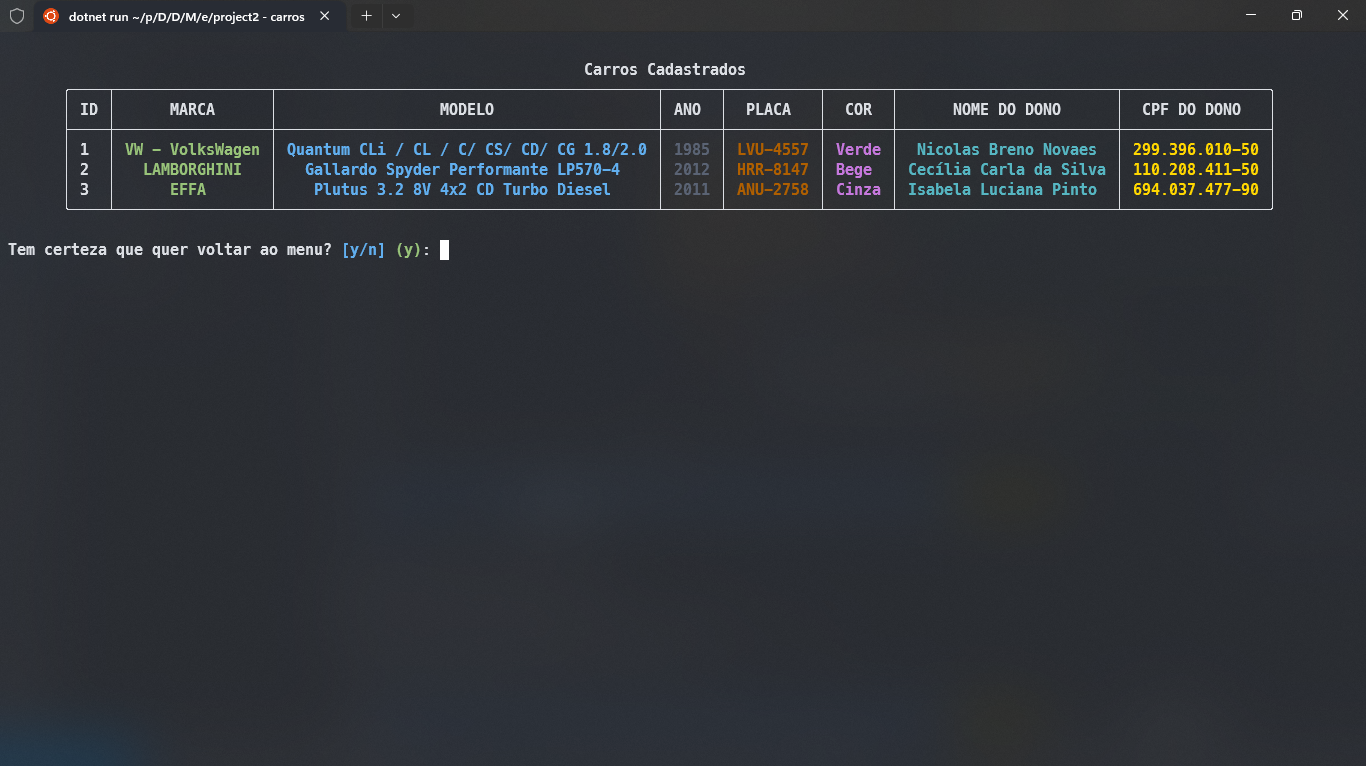 dotnet run ~/p/D/D/M/e/project2 - carros
Carros Cadastrados
ID MARCA MODELO ANO PLACA COR NOME DO DONO CPF DO DONO
1 VW - VolksWagen Quantum CLi / CL / C/ CS/ CD/ CG 1.8/2.0 1985 LVU-4557 Verde Nicolas Breno Novaes 299.396.010-50
2 LAMBORGHINI Gallardo Spyder Performante LP570-4 2012 HRR-8147 Bege Cecília Carla da Silva 110.208.411-50
3 EFFA Plutus 3.2 8V 4x2 CD Turbo Diesel 2011 ANU-2758 Cinza Isabela Luciana Pinto 694.037.477-90
Tem certeza que quer voltar ao menu? [y/n] (y):